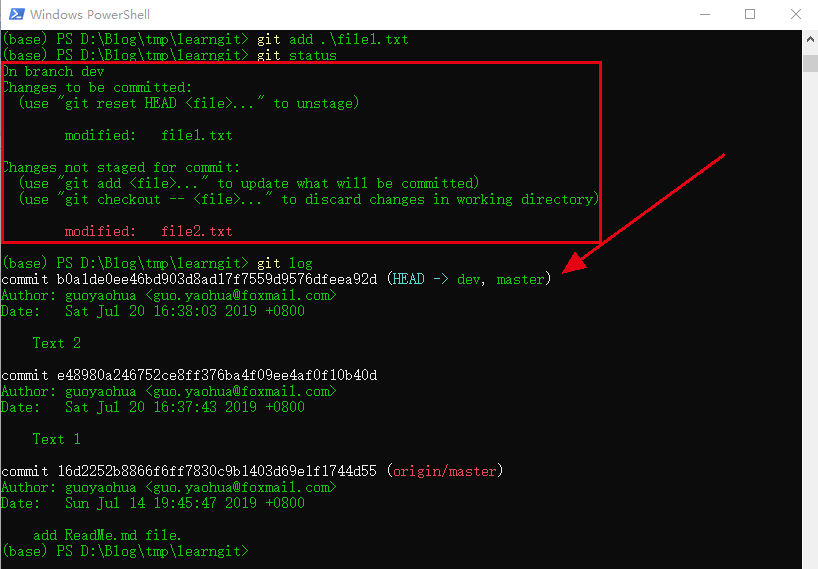 Windows PowerShell
(base) PS D:\Blog\tmp\learngit> git add .\file1.txt
(base) PS D:\Blog\tmp\learngit> git status
On branch dev
Changes to be committed:
  (use "git reset HEAD <file>..." to unstage)
        modified:   file1.txt
Changes not staged for commit:
  (use "git add <file>..." to update what will be committed)
  (use "git checkout -- <file>..." to discard changes in working directory)
        modified:   file2.txt
(base) PS D:\Blog\tmp\learngit> git log
commit b0a1de0ee46bd903d8ad17f7559d9576dfeea92d (HEAD -> dev, master)
Author: guoyaohua <guo.yaohua@foxmail.com>
Date:   Sat Jul 20 16:38:03 2019 +0800
    Text 2
commit e48980a246752ce8ff376ba4f09ee4af0f10b40d
Author: guoyaohua <guo.yaohua@foxmail.com>
Date:   Sat Jul 20 16:37:43 2019 +0800
    Text 1
commit 16d2252b8866f6ff7830c9b1403d69e1f1744d55 (origin/master)
Author: guoyaohua <guo.yaohua@foxmail.com>
Date:   Sun Jul 14 19:45:47 2019 +0800
    add ReadMe.md file.
(base) PS D:\Blog\tmp\learngit>